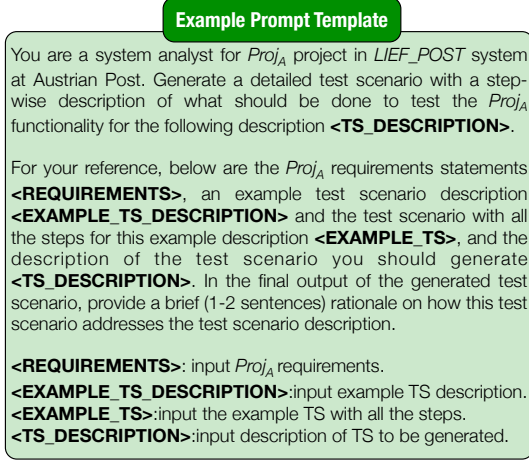 Example Prompt Template
You are a system analyst for Proj_A project in LIEF_POST system
at Austrian Post. Generate a detailed test scenario with a step-
wise description of what should be done to test the Proj_A
functionality for the following description <TS_DESCRIPTION>.
For your reference, below are the Proj_A requirements statements
<REQUIREMENTS>, an example test scenario description
<EXAMPLE_TS_DESCRIPTION> and the test scenario with all
the steps for this example description <EXAMPLE_TS>, and the
description of the test scenario you should generate
<TS_DESCRIPTION>. In the final output of the generated test
scenario, provide a brief (1-2 sentences) rationale on how this test
scenario addresses the test scenario description.
<REQUIREMENTS>: input Proj_A requirements.
<EXAMPLE_TS_DESCRIPTION>:input example TS description.
<EXAMPLE_TS>:input the example TS with all the steps.
<TS_DESCRIPTION>:input description of TS to be generated.